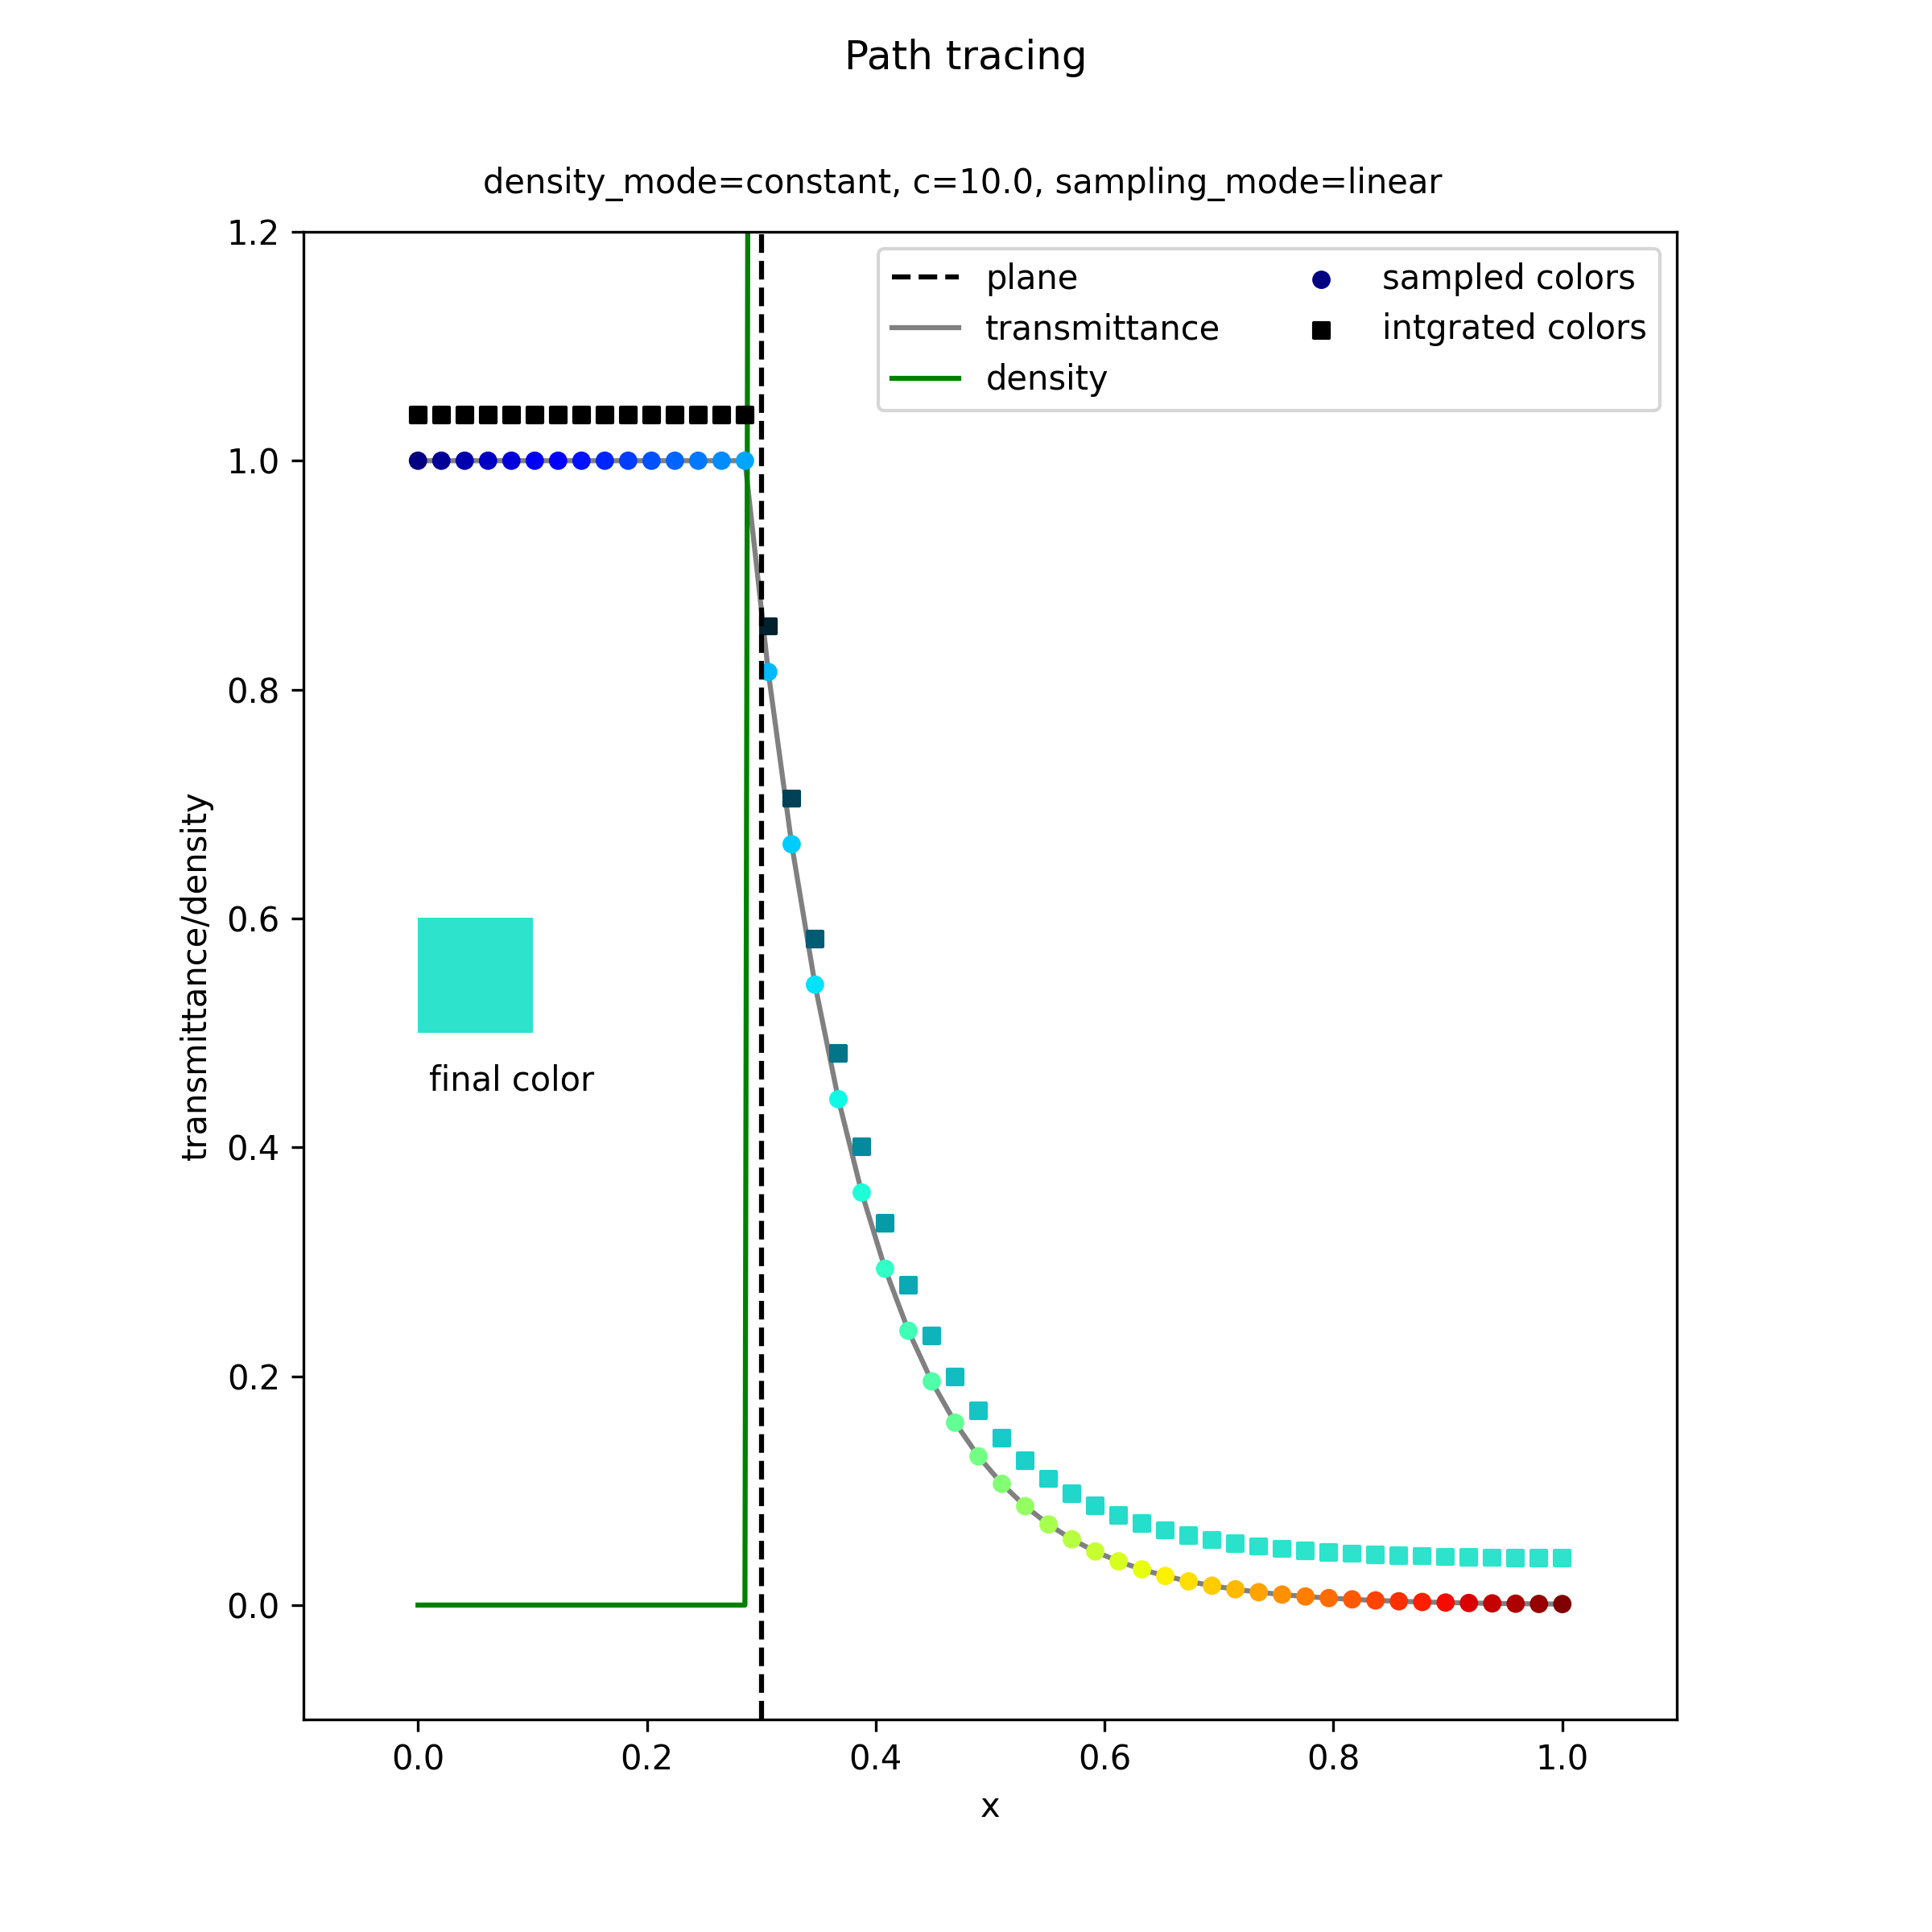 Path tracing
density_mode=constant, c=10.0, sampling_mode=linear
plane
transmittance
density
sampled colors
intgrated colors
1.2
1.0
0.8
0.6
0.4
0.2
0.0
transmittance/density
final color
0.0 0.2 0.4 0.6 0.8 1.0
x